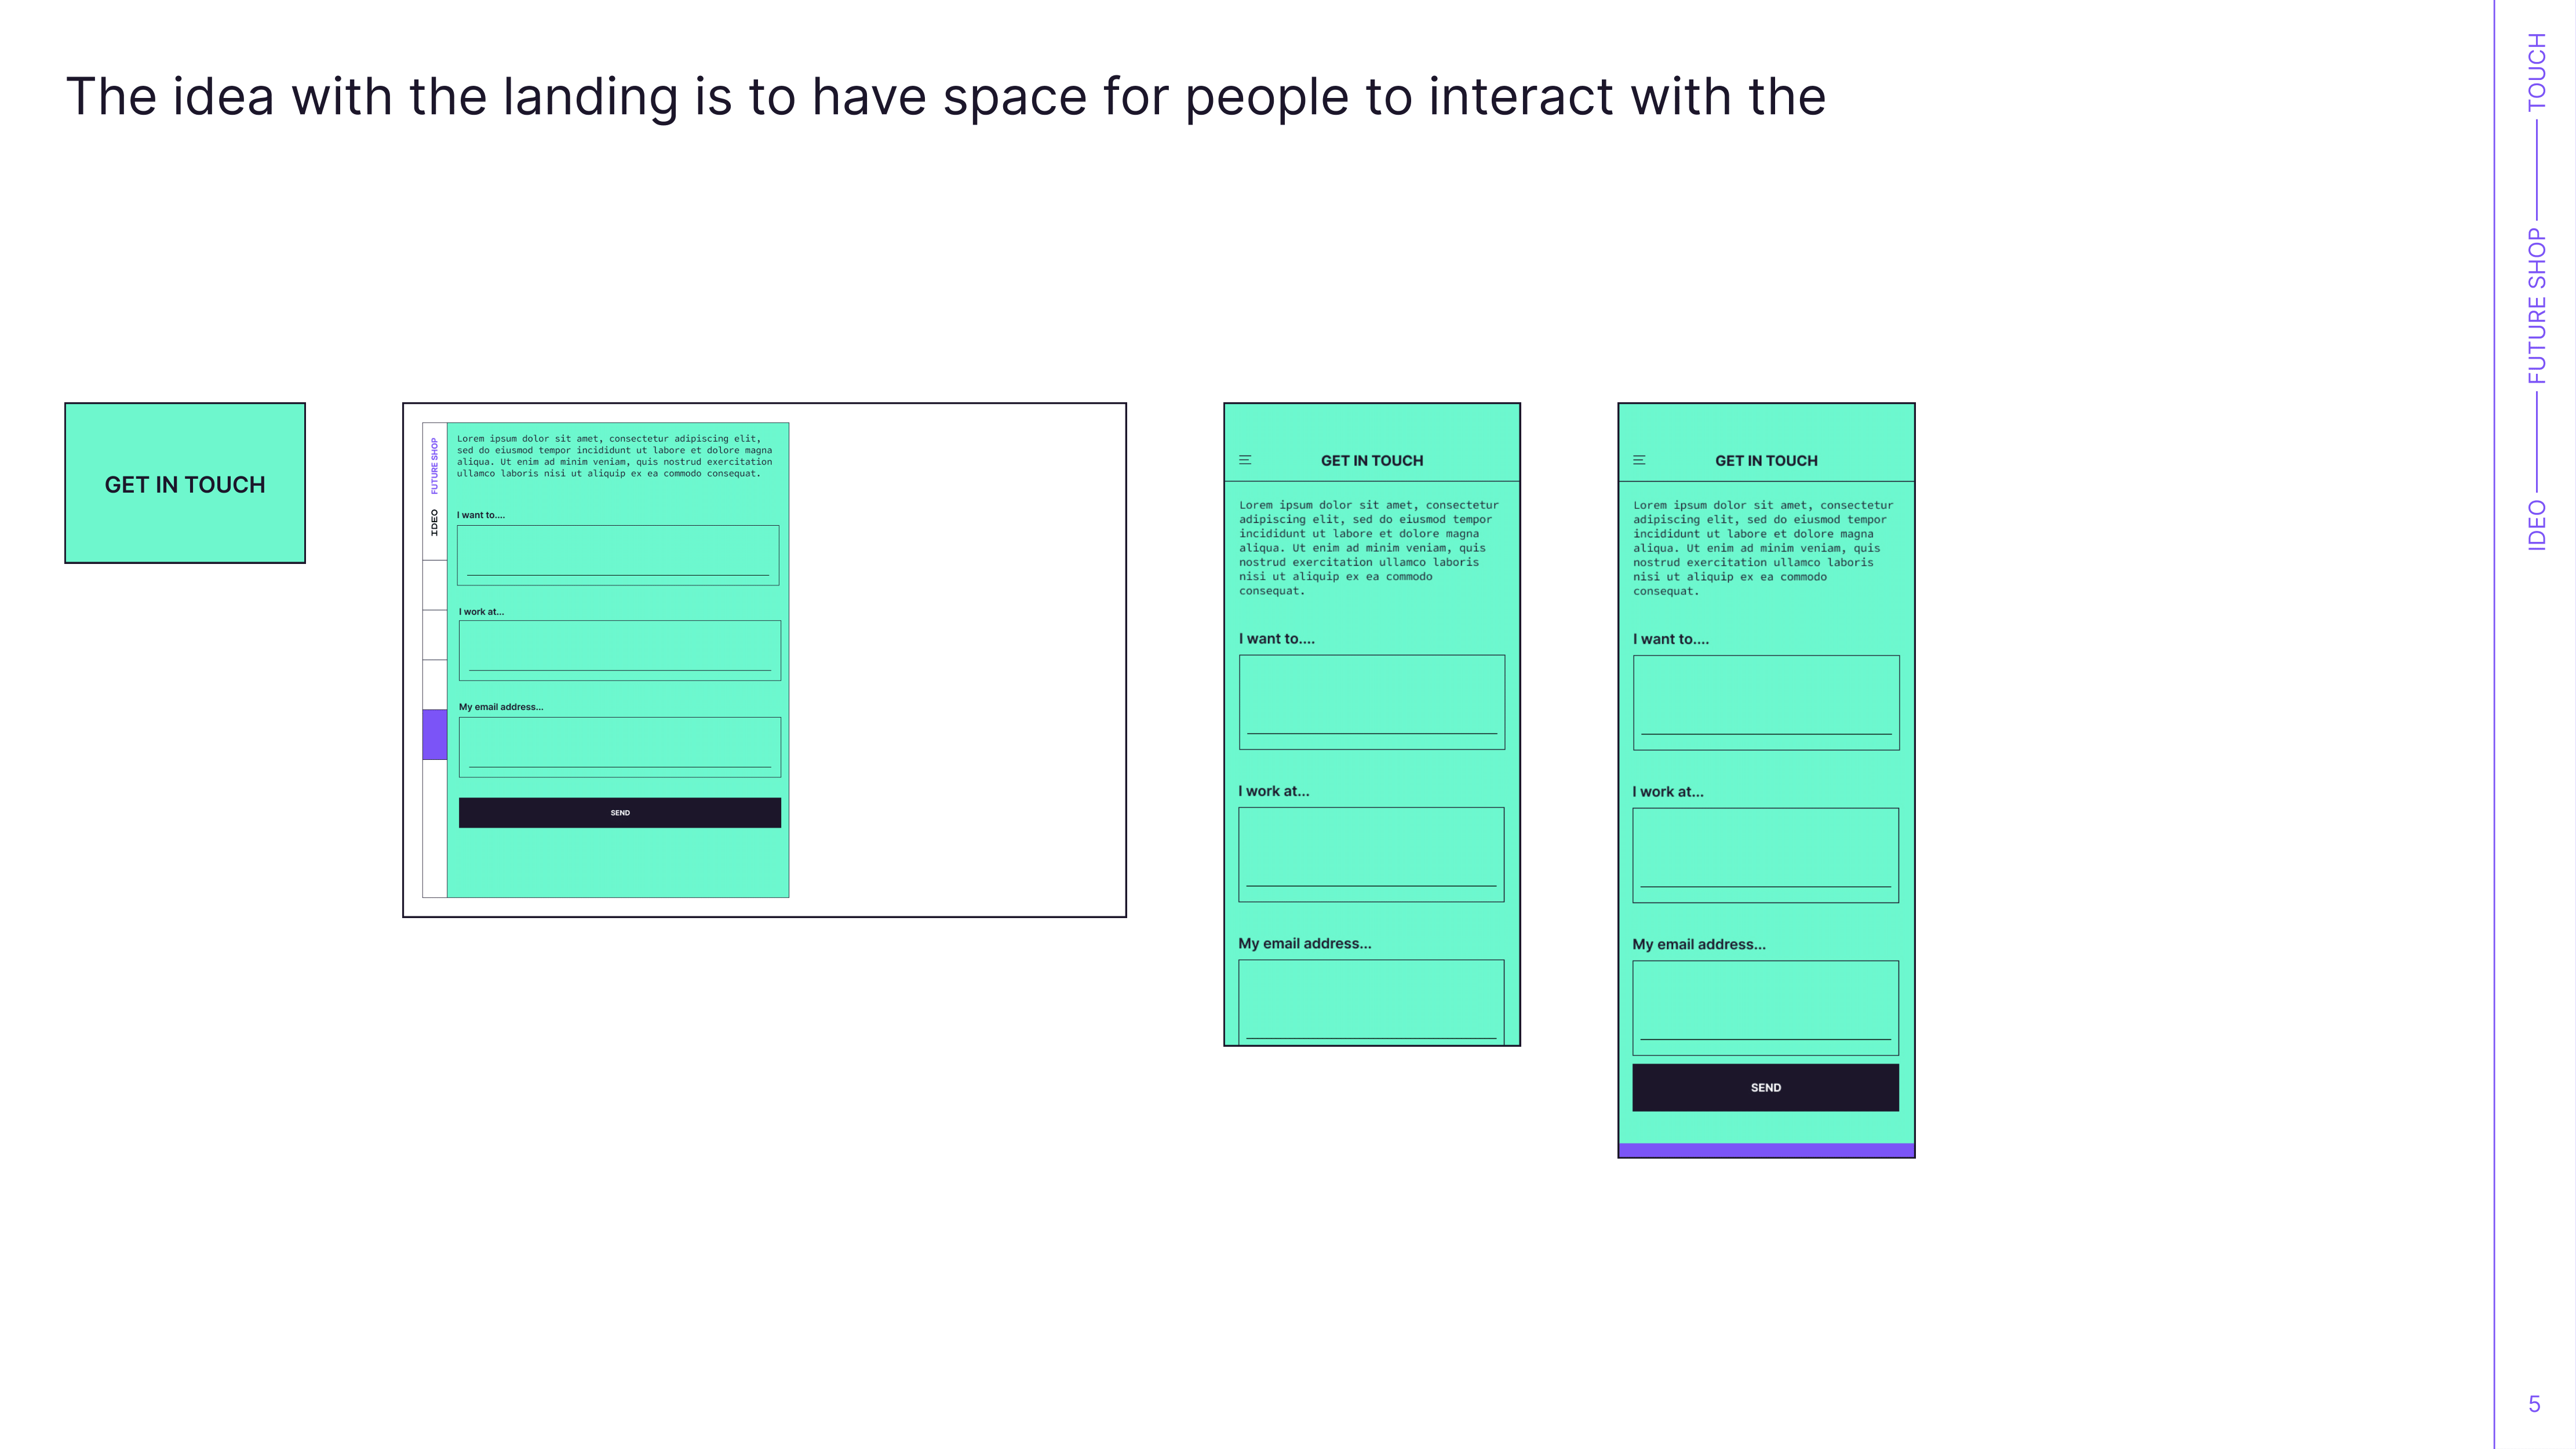 The idea with the landing is to have space for people to interact with the
GET IN TOUCH
FUTURE SHOP
IDEO
Lorem ipsum dolor sit amet, consectetur adipiscing elit,
sed do eiusmod tempor incididunt ut labore et dolore magna
aliqua. Ut enim ad minim veniam, quis nostrud exercitation
ullamco laboris nisi ut aliquip ex ea commodo consequat.
I want to....
I work at...
My email address...
SEND
GET IN TOUCH
Lorem ipsum dolor sit amet, consectetur
adipiscing elit, sed do eiusmod tempor
incididunt ut labore et dolore magna
aliqua. Ut enim ad minim veniam, quis
nostrud exercitation ullamco laboris
nisi ut aliquip ex ea commodo
consequat.
I want to....
I work at...
My email address...
GET IN TOUCH
Lorem ipsum dolor sit amet, consectetur
adipiscing elit, sed do eiusmod tempor
incididunt ut labore et dolore magna
aliqua. Ut enim ad minim veniam, quis
nostrud exercitation ullamco laboris
nisi ut aliquip ex ea commodo
consequat.
I want to....
I work at...
My email address...
SEND
IDEO —— FUTURE SHOP —— TOUCH
5